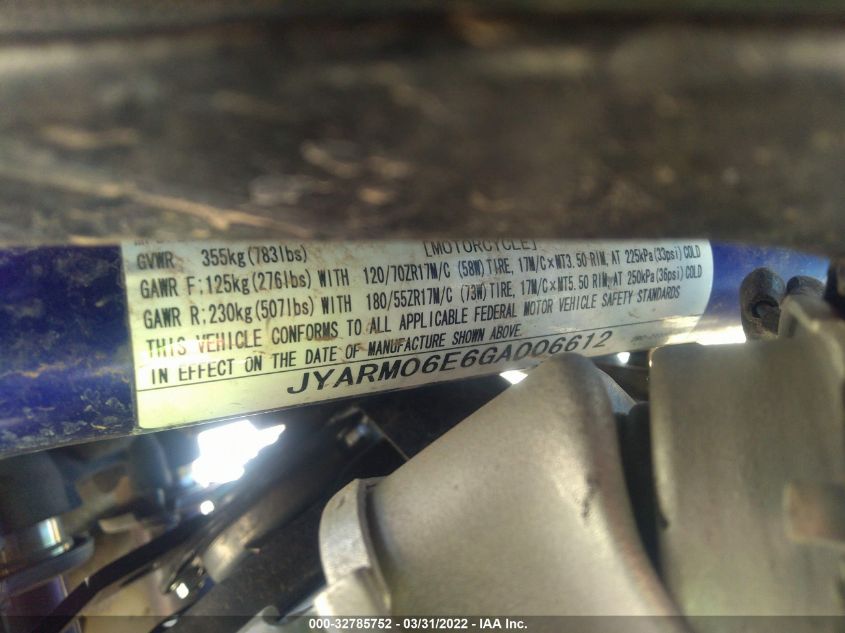 GVWR 355kg(783lbs) [MOTORCYCLE]
GAWR F:125kg(276lbs) WITH 120/70ZR17M/C (58W) TIRE, 17M/C×MT3.50 RIM, AT 225kPa(33psi) COLD
GAWR R:230kg(507lbs) WITH 180/55ZR17M/C (73W) TIRE, 17M/C×MT5.50 RIM, AT 250kPa(36psi) COLD
THIS VEHICLE CONFORMS TO ALL APPLICABLE FEDERAL MOTOR VEHICLE SAFETY STANDARDS
IN EFFECT ON THE DATE OF MANUFACTURE SHOWN ABOVE.
JYARM06E6GA006612
000-32785752 - 03/31/2022 - IAA Inc.